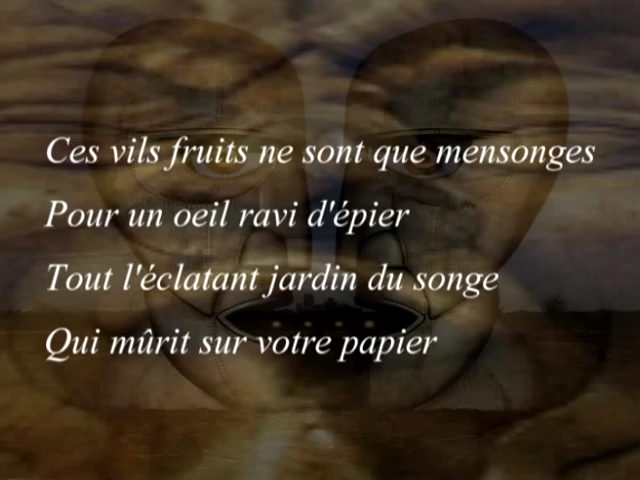 Ces vils fruits ne sont que mensonges
Pour un oeil ravi d'épier
Tout l'éclatant jardin du songe
Qui mûrit sur votre papier